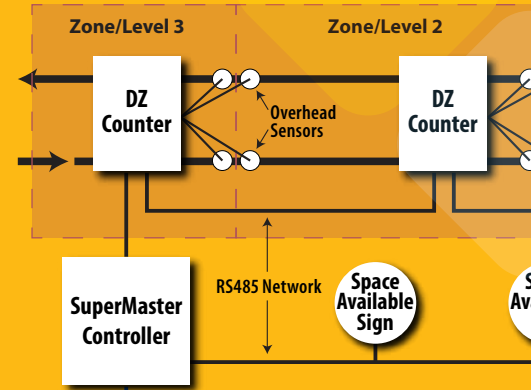 Zone/Level 3
Zone/Level 2
DZ
Counter
Overhead
Sensors
DZ
Counter
RS485 Network
SuperMaster
Controller
Space
Available
Sign